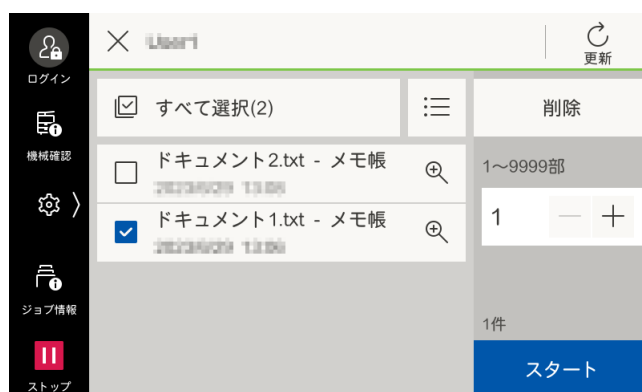 ログイン
機械確認
ジョブ情報
ストップ
更新
すべて選択(2)
ドキュメント2.txt - メモ帳
ドキュメント1.txt - メモ帳
削除
1～9999部
1
1件
スタート